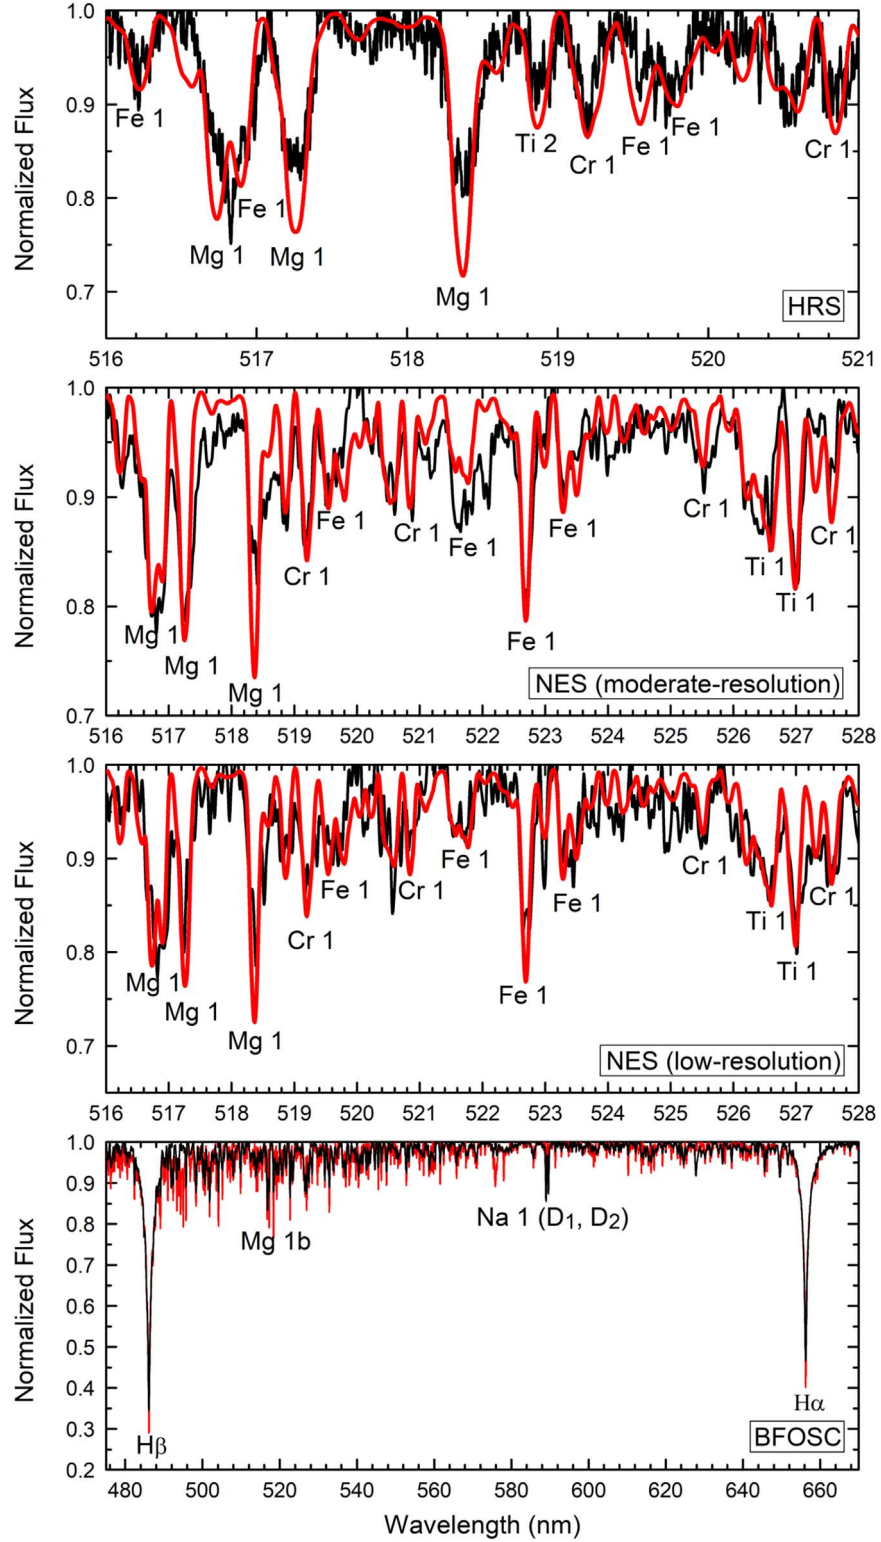 1.0
0.9
0.8
0.7
Normalized Flux
Fe 1
Mg 1
Fe 1
Mg 1
Mg 1
Ti 2
Cr 1
Fe 1
Fe 1
Cr 1
HRS
516 517 518 519 520 521
1.0
0.9
0.8
0.7
Normalized Flux
Mg 1
Mg 1
Mg 1
Cr 1
Fe 1
Cr 1
Fe 1
Fe 1
Fe 1
Cr 1
Ti 1
Ti 1
Cr 1
NES (moderate-resolution)
516 517 518 519 520 521 522 523 524 525 526 527 528
1.0
0.9
0.8
0.7
Normalized Flux
Mg 1
Mg 1
Mg 1
Cr 1
Fe 1
Cr 1
Fe 1
Fe 1
Fe 1
Cr 1
Ti 1
Ti 1
Cr 1
NES (low-resolution)
516 517 518 519 520 521 522 523 524 525 526 527 528
1.0
0.9
0.8
0.7
0.6
0.5
0.4
0.3
0.2
Normalized Flux
Hβ
Mg 1b
Na 1 (D1, D2)
Hα
BFOSC
480 500 520 540 560 580 600 620 640 660
Wavelength (nm)